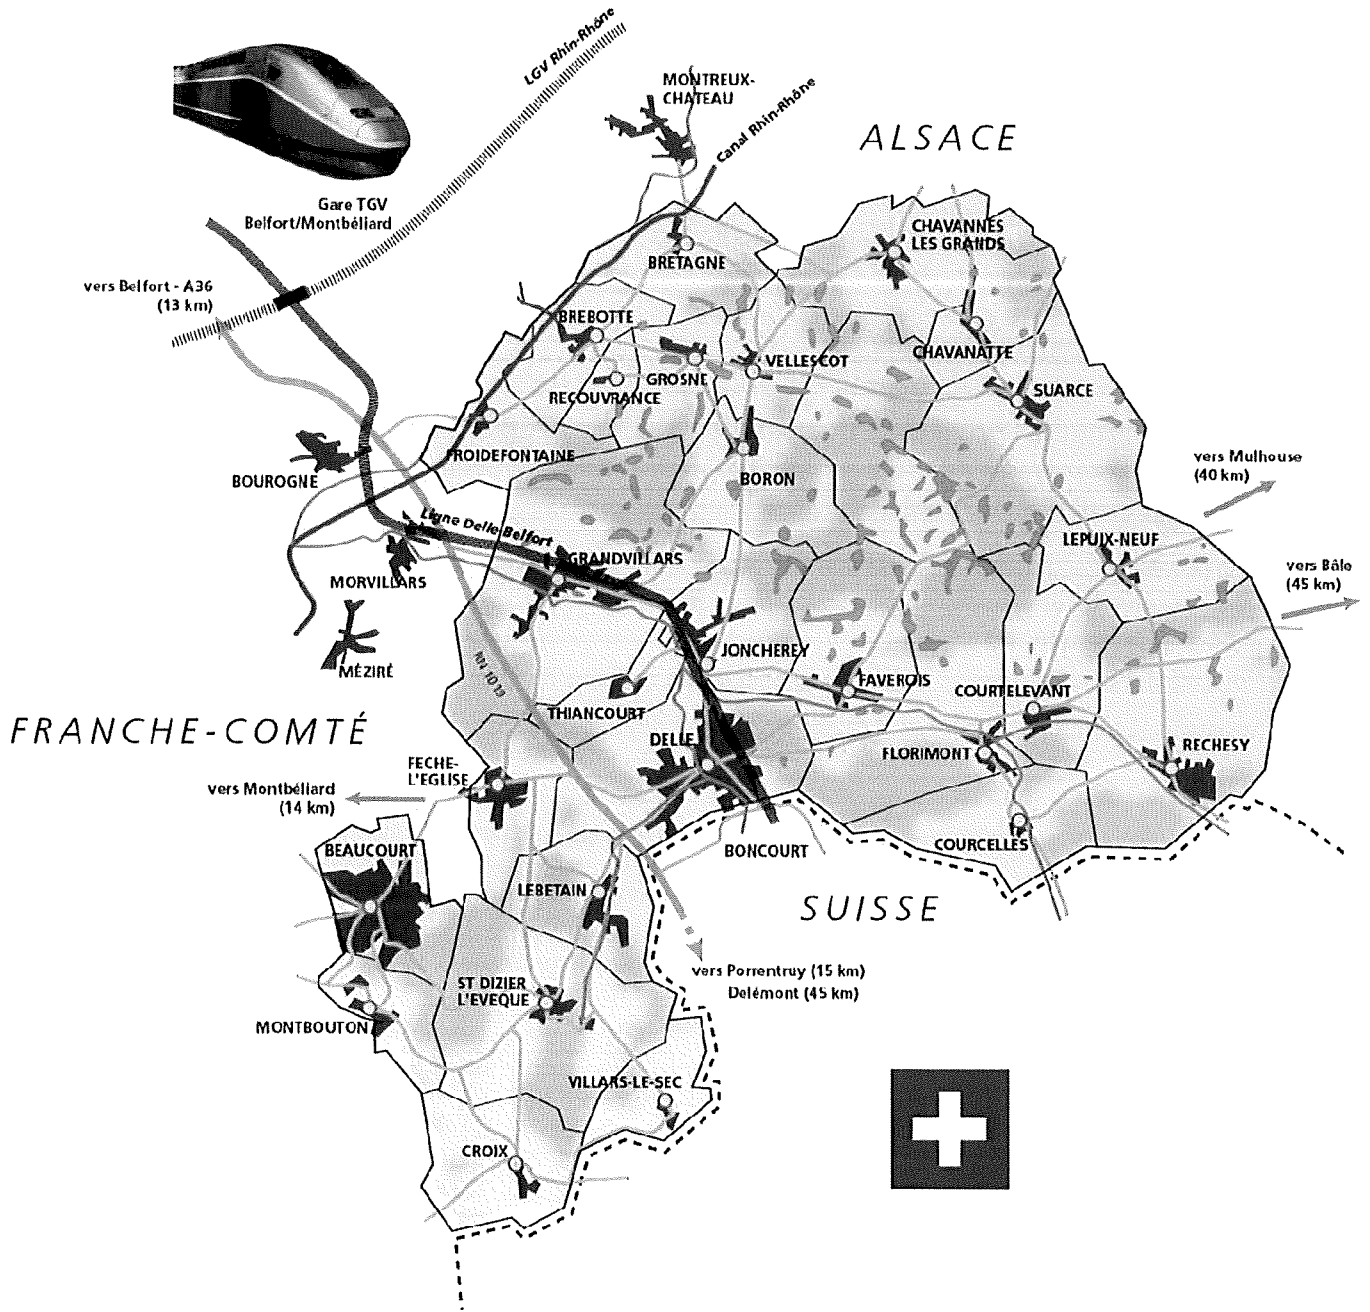 LGV Rhin-Rhône
MONTREUX-
CHATEAU
Canal Rhin-Rhône
ALSACE
Gare TGV
Belfort/Montbéliard
CHAVANNES
LES GRANDS
BRETAGNE
vers Belfort - A36
(13 km)
BREBOTTE
CHAVANATTE
VELLESCOT
GROSNE
RECOUVRANCE
SUARCE
FROIDEFONTAINE
BOURGOGNE
BORON
vers Mulhouse
(40 km)
Ligne Delle-Belfort
LEPUIX-NEUF
GRANDVILLARS
vers Bâle
(45 km)
MORVILLARS
JONCHEREY
MÉZIRÉ
RN 1019
FAVEROIS
COURTELEVANT
THIANCOURT
FRANCHE-COMTÉ
DELLE
FLORIMONT
RECHESY
FECHE-
L'EGLISE
vers Montbéliard
(14 km)
BEAUCOURT
BONCOURT
COURCELLES
LEBETAIN
SUISSE
vers Porrentruy (15 km)
Delémont (45 km)
ST DIZIER
L'EVEQUE
MONTBOUTON
VILLARS-LE-SEC
CROIX